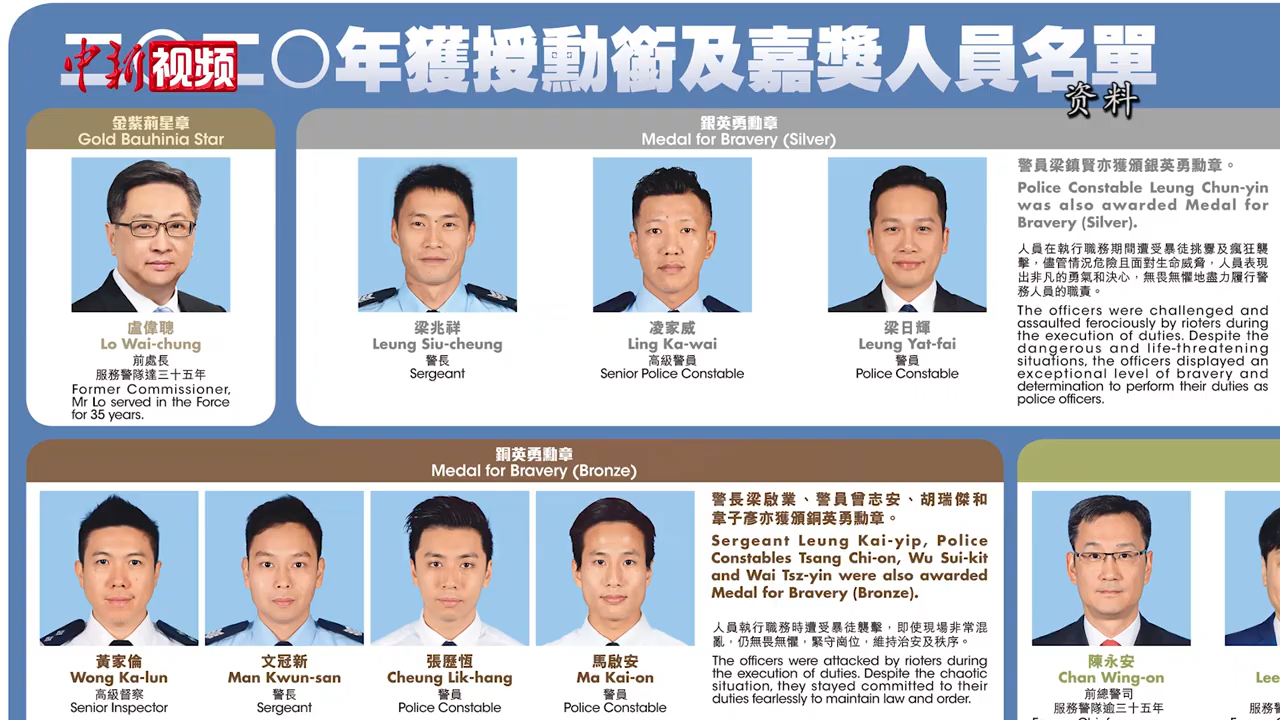 二〇二〇年獲授勳銜及嘉獎人員名單
中新视频
资料
金紫荊星章
Gold Bauhinia Star
盧偉聰
Lo Wai-chung
前處長
服務警隊達三十五年
Former Commissioner,
Mr Lo served in the Force
for 35 years.
銀英勇勳章
Medal for Bravery (Silver)
梁兆祥
Leung Siu-cheung
警長
Sergeant
凌家威
Ling Ka-wai
高級警員
Senior Police Constable
梁日輝
Leung Yat-fai
警員
Police Constable
警員梁鎮賢亦獲頒銀英勇勳章。
Police Constable Leung Chun-yin
was also awarded Medal for
Bravery (Silver).
人員在執行職務期間遭受暴徒挑釁及瘋狂襲
擊，儘管情況危險且面對生命威脅，人員表現
出非凡的勇氣和決心，無畏無懼地盡力履行警
務人員的職責。
The officers were challenged and
assaulted ferociously by rioters during
the execution of duties. Despite the
dangerous and life-threatening
situations, the officers displayed an
exceptional level of bravery and
determination to perform their duties as
police officers.
銅英勇勳章
Medal for Bravery (Bronze)
黃家倫
Wong Ka-lun
高級督察
Senior Inspector
文冠新
Man Kwun-san
警長
Sergeant
張歷恆
Cheung Lik-hang
警員
Police Constable
馬啟安
Ma Kai-on
警員
Police Constable
警長梁啟業、警員曾志安、胡瑞傑和
韋子彥亦獲頒銅英勇勳章。
Sergeant Leung Kai-yip, Police
Constables Tsang Chi-on, Wu Sui-kit
and Wai Tsz-yin were also awarded
Medal for Bravery (Bronze).
人員執行職務時遭受暴徒襲擊，即使現場非常混
亂，仍無畏無懼，緊守崗位，維持治安及秩序。
The officers were attacked by rioters during
the execution of duties. Despite the chaotic
situation, they stayed committed to their
duties fearlessly to maintain law and order.
陳永安
Chan Wing-on
前總警司
服務警隊逾三十五年
Lee